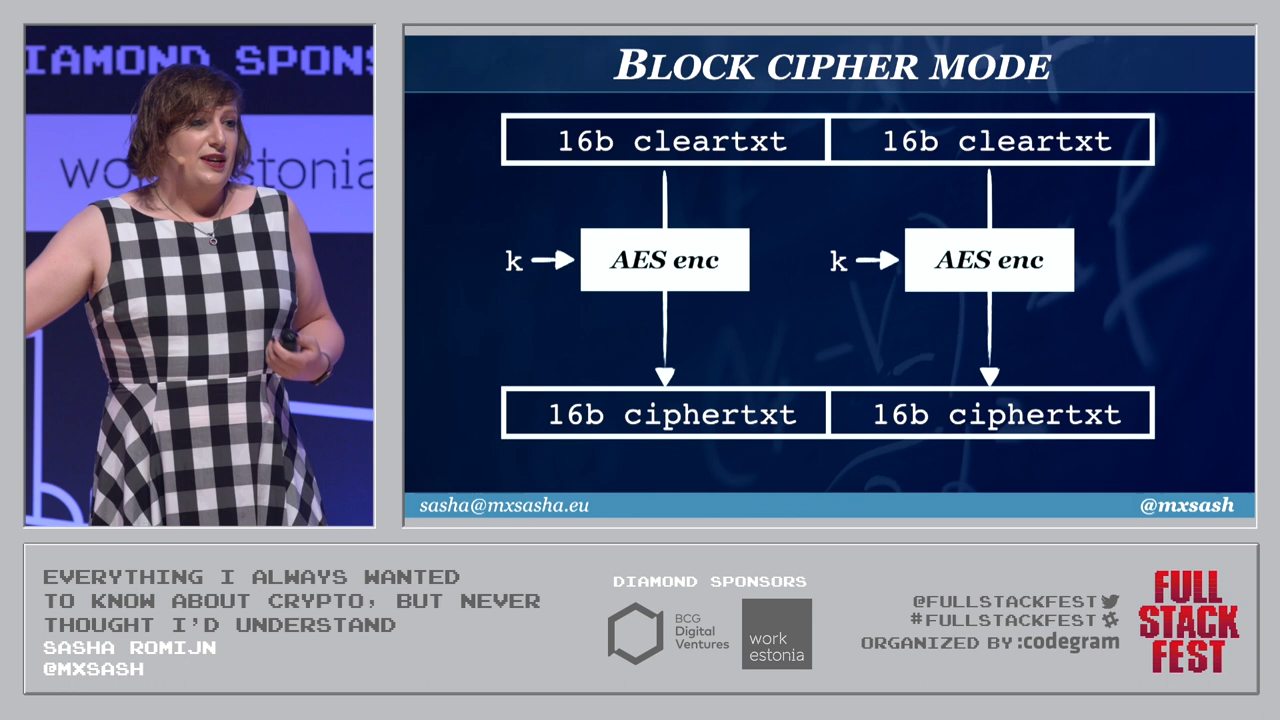 IAMOND SPONS
wo estonia
BLOCK CIPHER MODE
16b cleartxt 16b cleartxt
k AES enc k AES enc
16b ciphertxt 16b ciphertxt
sasha@mxsasha.eu @mxsash
EVERYTHING I ALWAYS WANTED
TO KNOW ABOUT CRYPTO, BUT NEVER
THOUGHT I'D UNDERSTAND
SASHA ROMIJN
@MXSASH
DIAMOND SPONSORS
BCG
Digital
Ventures
work
estonia
@FULLSTACKFEST
#FULLSTACKFEST
ORGANIZED BY :codegram
FULL
STACK
FEST